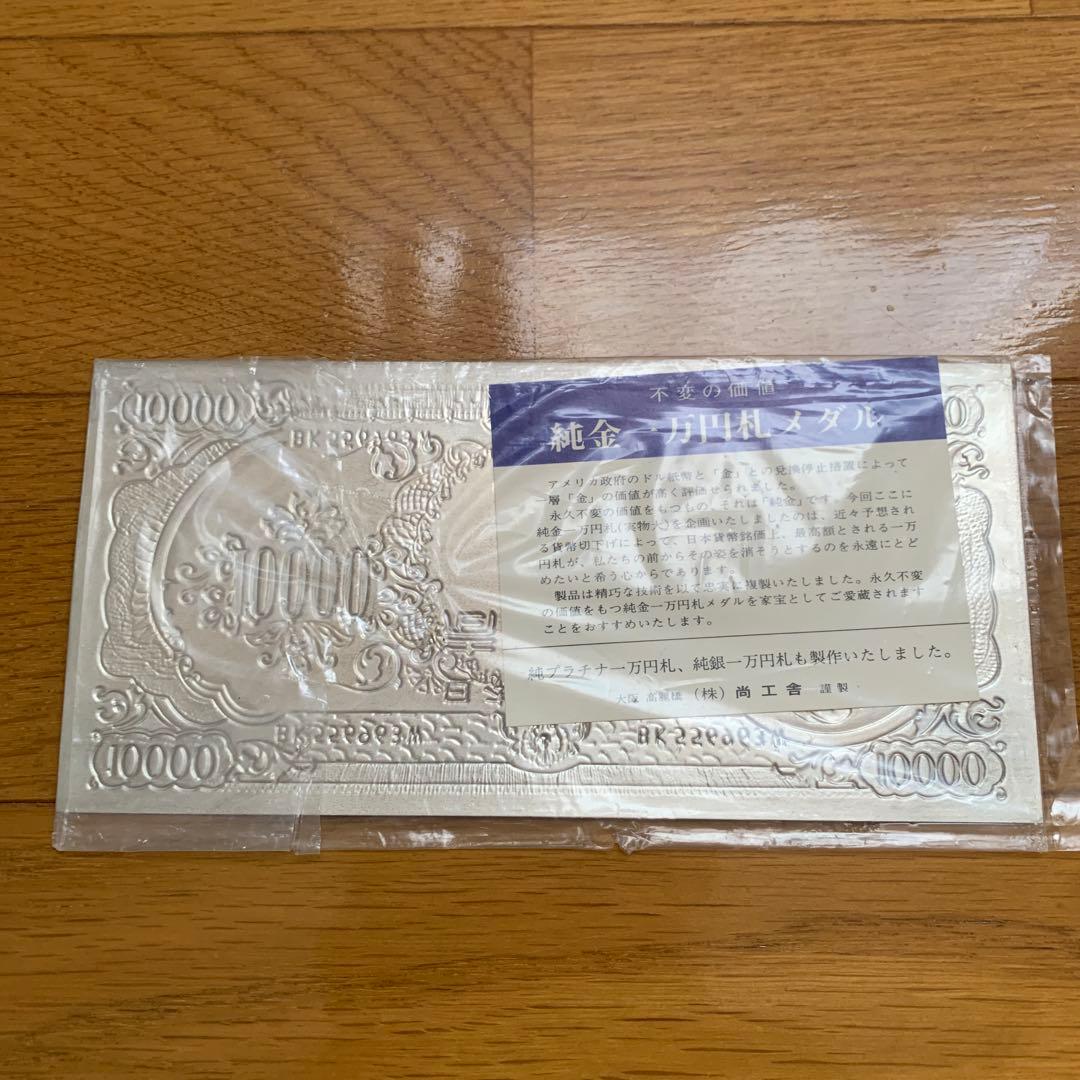 10000
BK556963M
10000
不変の価値
純金一万円札メダル
アメリカ政府のドル紙幣と「金」との兌換停止措置によって
一層「金」の価値が高く評価せられました。
永久不変の価値をもつもの、それは「純金」です。今回ここに
純金一万円札(実物大)を企画いたしましたのは、近々予想され
る貨幣切下げによって、日本貨幣銘価上、最高額とされる一万
円札が、私たちの前からその姿を消そうとするのを永遠にとど
めたいと希う心からであります。
製品は精巧な技術を以て忠実に複製いたしました。永久不変
の価値をもつ純金一万円札メダルを家宝としてご愛蔵されます
ことをおすすめいたします。
純プラチナ一万円札、純銀一万円札も製作いたしました。
大阪 高麗橋 (株) 尚工舎 謹製
BK556963M
BK556963M
10000
10000